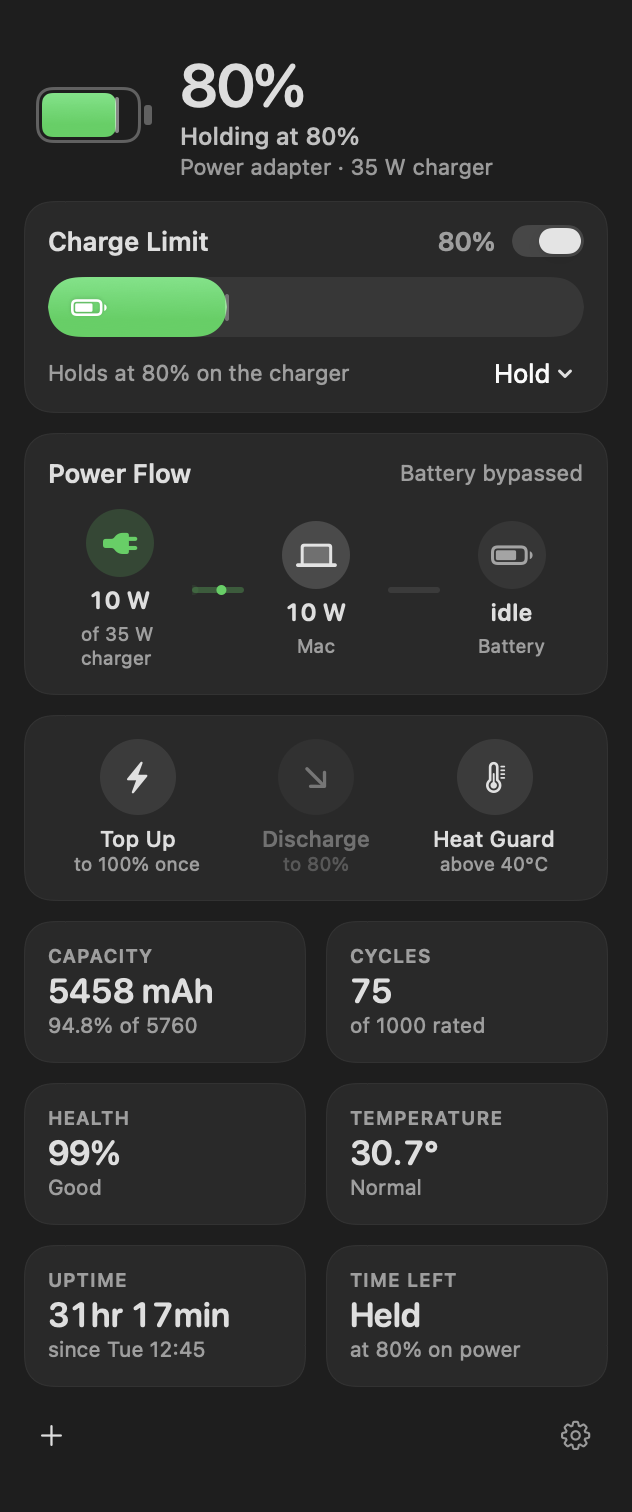 80%
Holding at 80%
Power adapter · 35 W charger
Charge Limit
80%
Holds at 80% on the charger
Hold
Power Flow
Battery bypassed
10 W
of 35 W
charger
10 W
Mac
idle
Battery
Top Up
to 100% once
Discharge
to 80%
Heat Guard
above 40°C
CAPACITY
5458 mAh
94.8% of 5760
CYCLES
75
of 1000 rated
HEALTH
99%
Good
TEMPERATURE
30.7°
Normal
UPTIME
31hr 17min
since Tue 12:45
TIME LEFT
Held
at 80% on power